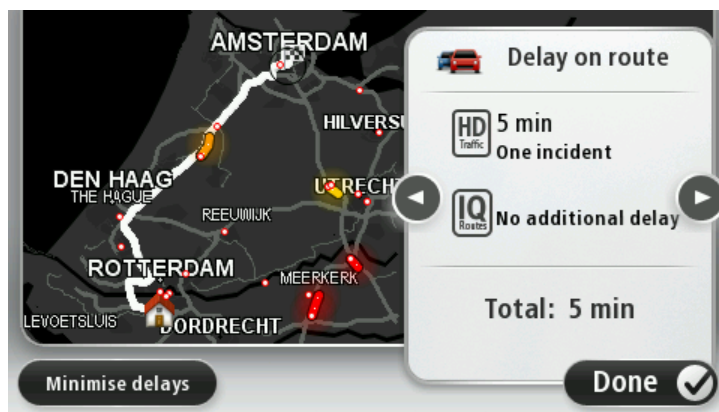 AMSTERDAM
HILVERSU
DEN HAAG
THE HAGUE
UTRECHT
REEUWIJK
ROTTERDAM
MEERKERK
LEVOETSLUIS
DORDRECHT
Delay on route
HD
Traffic
5 min
One incident
IQ
Routes
No additional delay
Total: 5 min
Minimise delays
Done